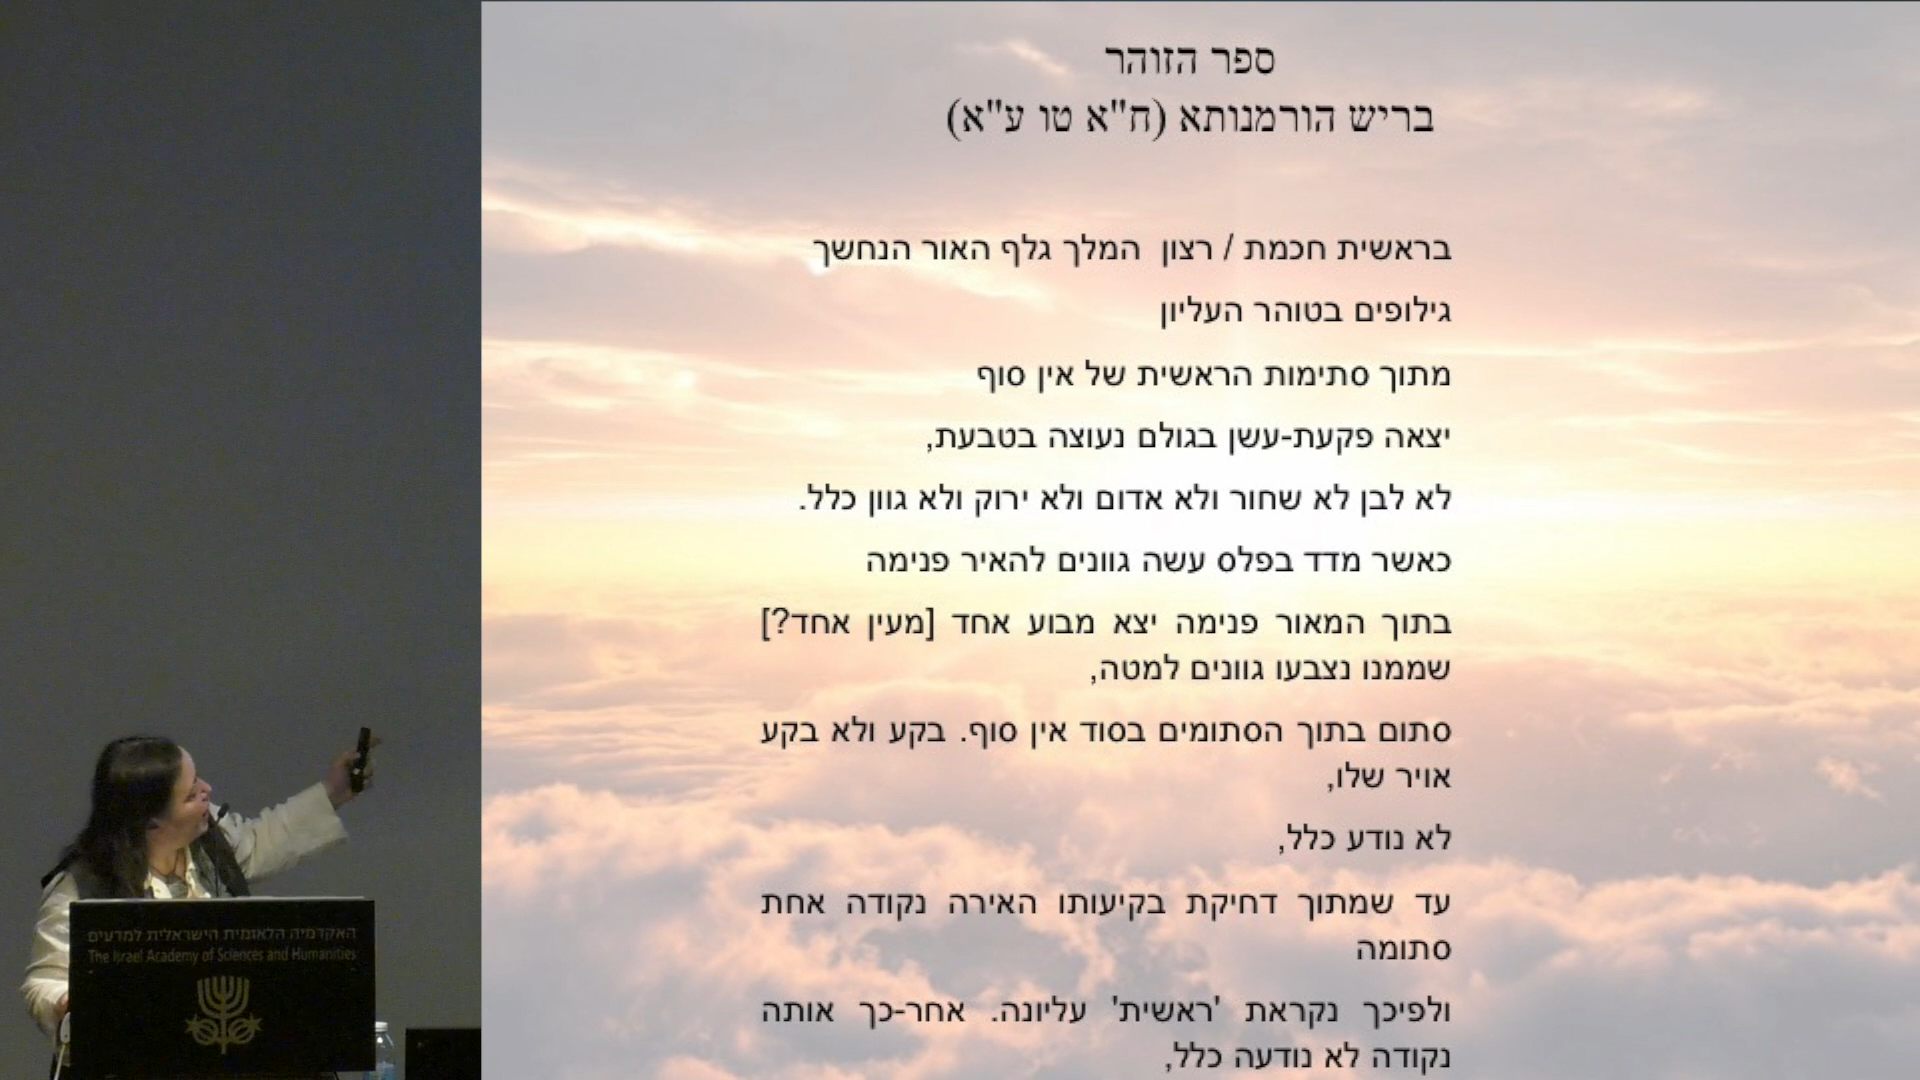 ספר הזוהר
בריש הורמנותא (ח"א טו ע"א)
בראשית חכמת / רצון המלך גלף האור הנחשך
גילופים בטוהר העליון
מתוך סתימות הראשית של אין סוף
יצאה פקעת-עשן בגולם נעוצה בטבעת,
לא לבן לא שחור ולא אדום ולא ירוק ולא גוון כלל.
כאשר מדד בפלס עשה גוונים להאיר פנימה
בתוך המאור פנימה יצא מבוע אחד [מעין אחד?]
שממנו נצבעו גוונים למטה,
סתום בתוך הסתומים בסוד אין סוף. בקע ולא בקע
אויר שלו,
לא נודע כלל,
עד שמתוך דחיקת בקיעותו האירה נקודה אחת
סתומה
ולפיכך נקראת 'ראשית' עליונה. אחר-כך אותה
נקודה לא נודעה כלל,
האקדמיה הלאומית הישראלית למדעים
The Israel Academy of Sciences and Humanities